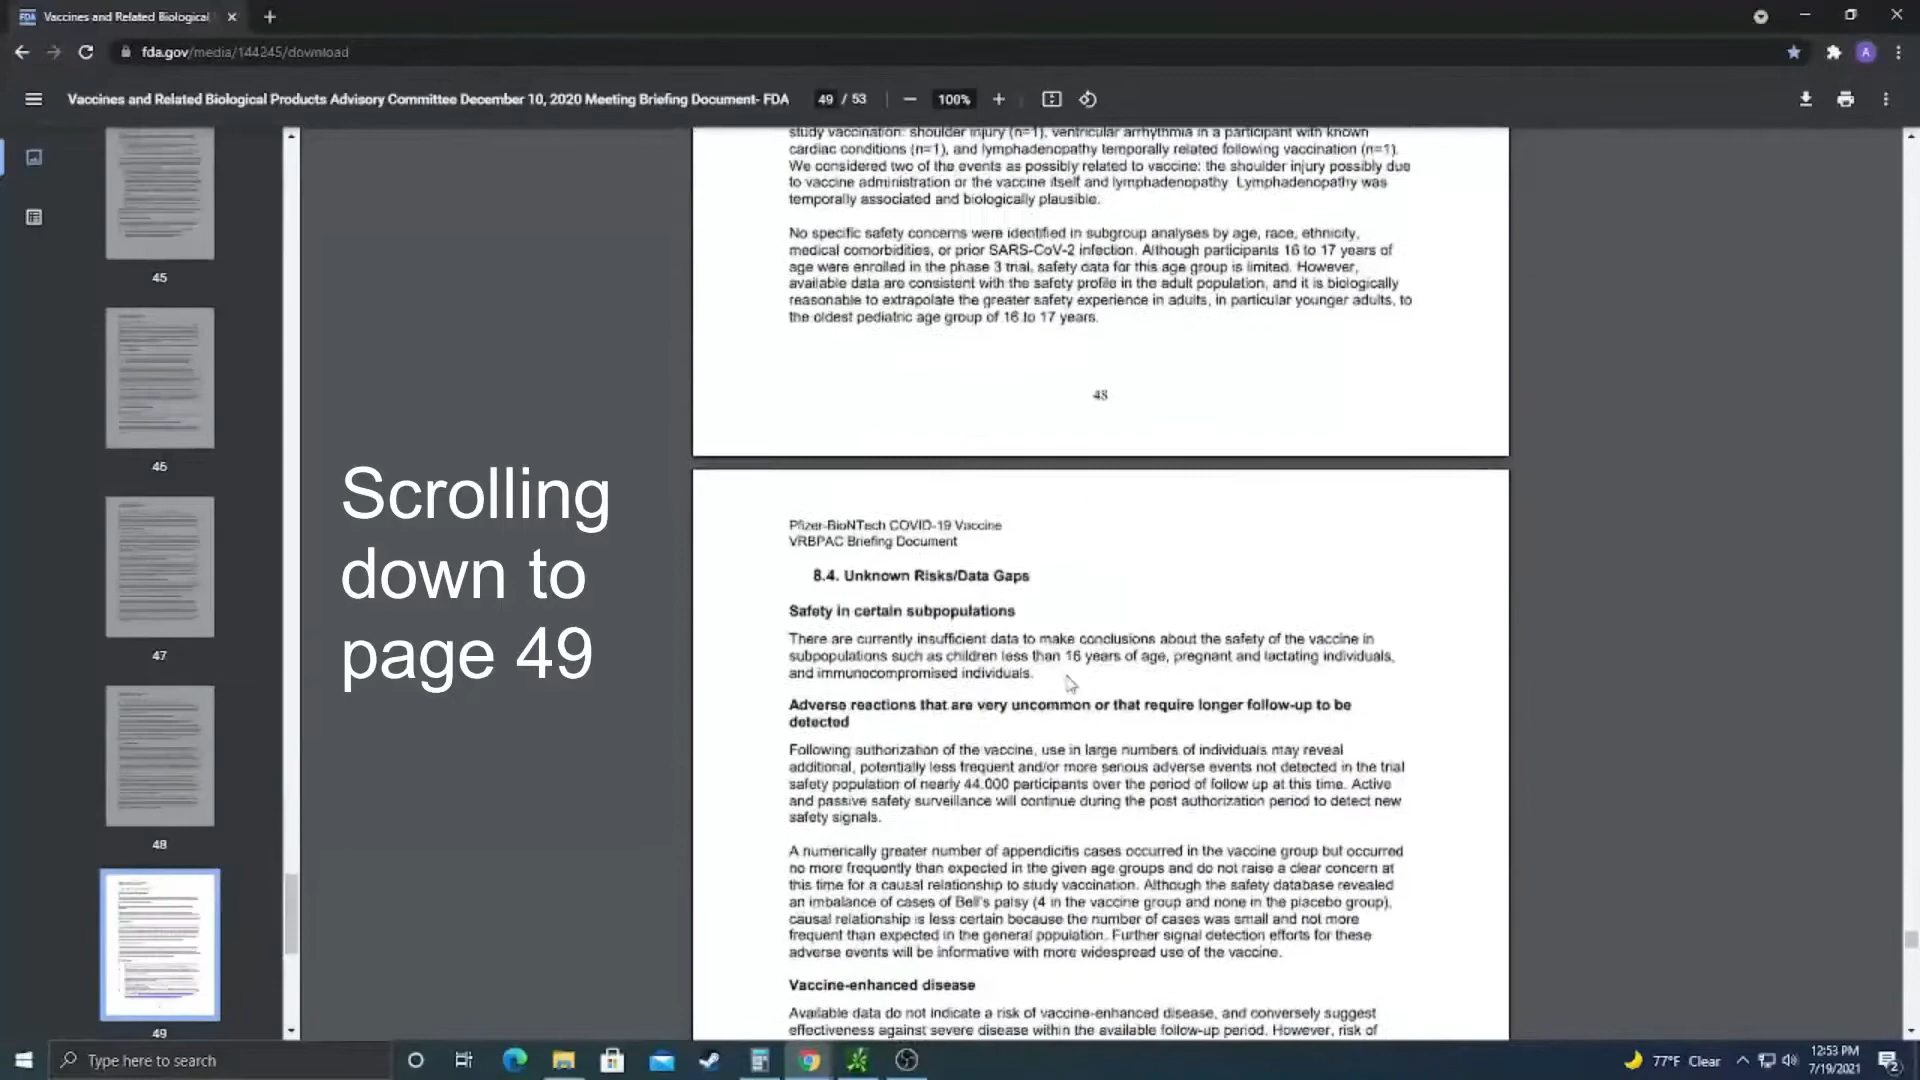 Vaccines and Related Biological
fda.gov/media/144245/download
A
Vaccines and Related Biological Products Advisory Committee December 10, 2020 Meeting Briefing Document- FDA
49 / 53
100%
study vaccination: shoulder injury (n=1), ventricular arrhythmia in a participant with known
cardiac conditions (n=1), and lymphadenopathy temporally related following vaccination (n=1).
We considered two of the events as possibly related to vaccine: the shoulder injury possibly due
to vaccine administration or the vaccine itself and lymphadenopathy. Lymphadenopathy was
temporally associated and biologically plausible.
No specific safety concerns were identified in subgroup analyses by age, race, ethnicity,
medical comorbidities, or prior SARS-CoV-2 infection. Although participants 16 to 17 years of
age were enrolled in the phase 3 trial, safety data for this age group is limited. However,
available data are consistent with the safety profile in the adult population, and it is biologically
reasonable to extrapolate the greater safety experience in adults, in particular younger adults, to
the oldest pediatric age group of 16 to 17 years.
48
45
46
47
48
49
Scrolling
down to
page 49
Pfizer-BioNTech COVID-19 Vaccine
VRBPAC Briefing Document
8.4. Unknown Risks/Data Gaps
Safety in certain subpopulations
There are currently insufficient data to make conclusions about the safety of the vaccine in
subpopulations such as children less than 16 years of age, pregnant and lactating individuals,
and immunocompromised individuals.
Adverse reactions that are very uncommon or that require longer follow-up to be
detected
Following authorization of the vaccine, use in large numbers of individuals may reveal
additional, potentially less frequent and/or more serious adverse events not detected in the trial
safety population of nearly 44,000 participants over the period of follow up at this time. Active
and passive safety surveillance will continue during the post authorization period to detect new
safety signals.
A numerically greater number of appendicitis cases occurred in the vaccine group but occurred
no more frequently than expected in the given age groups and do not raise a clear concern at
this time for a causal relationship to study vaccination. Although the safety database revealed
an imbalance of cases of Bell's palsy (4 in the vaccine group and none in the placebo group),
causal relationship is less certain because the number of cases was small and not more
frequent than expected in the general population. Further signal detection efforts for these
adverse events will be informative with more widespread use of the vaccine.
Vaccine-enhanced disease
Available data do not indicate a risk of vaccine-enhanced disease, and conversely suggest
effectiveness against severe disease within the available follow-up period. However, risk of
Type here to search
77°F Clear
12:53 PM
7/19/2021
2